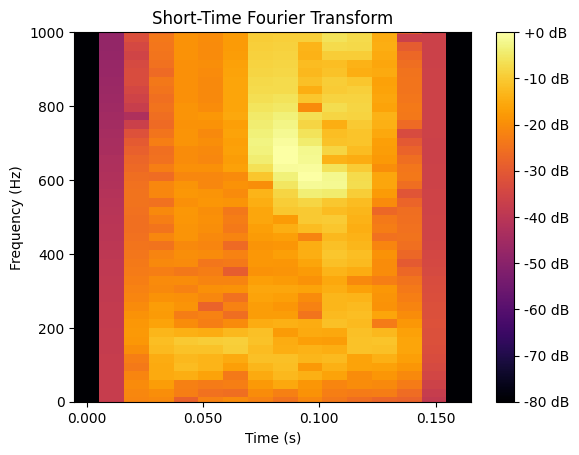 Short-Time Fourier Transform
1000
800
600
400
200
0
Frequency (Hz)
0.000
0.050
0.100
0.150
Time (s)
+0 dB
-10 dB
-20 dB
-30 dB
-40 dB
-50 dB
-60 dB
-70 dB
-80 dB